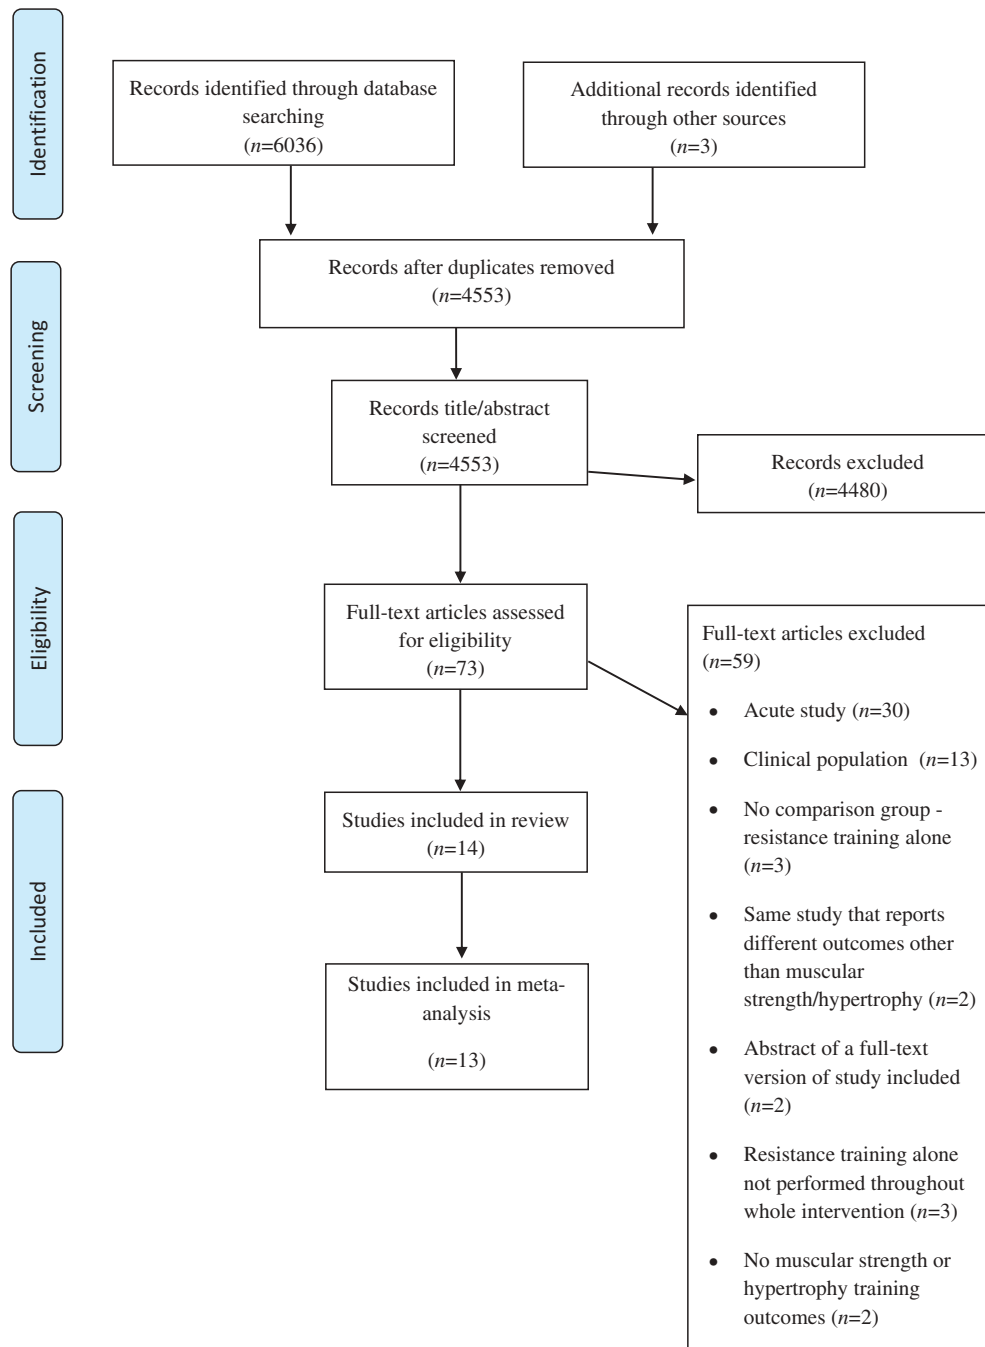 Identification
Records identified through database
searching
(n=6036)
Additional records identified
through other sources
(n=3)
Records after duplicates removed
(n=4553)
Screening
Records title/abstract
screened
(n=4553)
Records excluded
(n=4480)
Eligibility
Full-text articles assessed
for eligibility
(n=73)
Full-text articles excluded
(n=59)
• Acute study (n=30)
• Clinical population (n=13)
• No comparison group -
resistance training alone
(n=3)
• Same study that reports
different outcomes other
than muscular
strength/hypertrophy (n=2)
• Abstract of a full-text
version of study included
(n=2)
• Resistance training alone
not performed throughout
whole intervention (n=3)
• No muscular strength or
hypertrophy training
outcomes (n=2)
Included
Studies included in review
(n=14)
Studies included in meta-
analysis
(n=13)